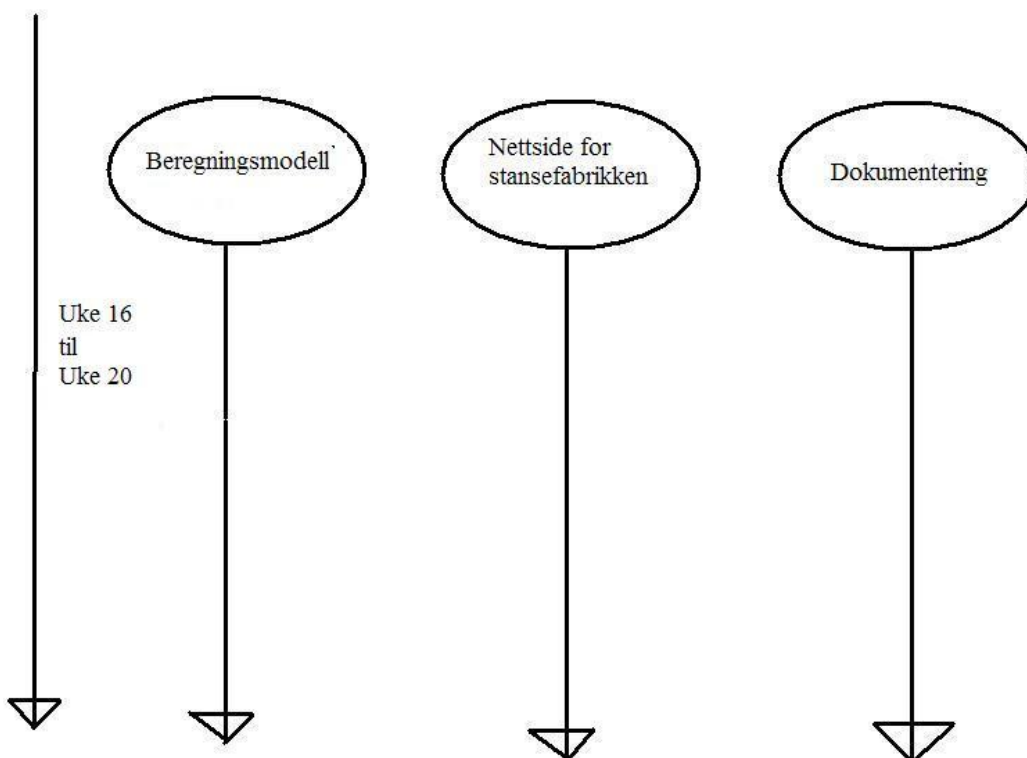 Beregningsmodell`
Nettside for
stansefabrikken
Dokumentering
Uke 16
til
Uke 20